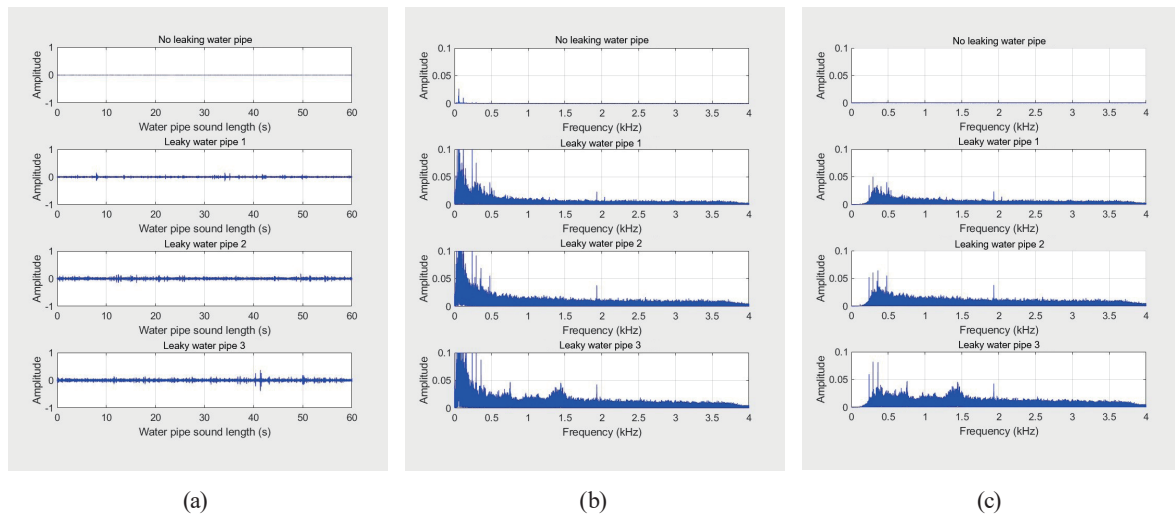 No leaking water pipe
Amplitude
1
0
-1
0 10 20 30 40 50 60
Water pipe sound length (s)
Leaky water pipe 1
Amplitude
1
0
-1
0 10 20 30 40 50 60
Water pipe sound length (s)
Leaky water pipe 2
Amplitude
1
0
-1
0 10 20 30 40 50 60
Water pipe sound length (s)
Leaky water pipe 3
Amplitude
1
0
-1
0 10 20 30 40 50 60
Water pipe sound length (s)
(a)
No leaking water pipe
Amplitude
0.1
0.05
0
0 0.5 1 1.5 2 2.5 3 3.5 4
Frequency (kHz)
Leaky water pipe 1
Amplitude
0.1
0.05
0
0 0.5 1 1.5 2 2.5 3 3.5 4
Frequency (kHz)
Leaky water pipe 2
Amplitude
0.1
0.05
0
0 0.5 1 1.5 2 2.5 3 3.5 4
Frequency (kHz)
Leaky water pipe 3
Amplitude
0.1
0.05
0
0 0.5 1 1.5 2 2.5 3 3.5 4
Frequency (kHz)
(b)
No leaking water pipe
Amplitude
0.1
0.05
0
0 0.5 1 1.5 2 2.5 3 3.5 4
Frequency (kHz)
Leaky water pipe 1
Amplitude
0.1
0.05
0
0 0.5 1 1.5 2 2.5 3 3.5 4
Frequency (kHz)
Leaking water pipe 2
Amplitude
0.1
0.05
0
0 0.5 1 1.5 2 2.5 3 3.5 4
Frequency (kHz)
Leaky water pipe 3
Amplitude
0.1
0.05
0
0 0.5 1 1.5 2 2.5 3 3.5 4
Frequency (kHz)
(c)